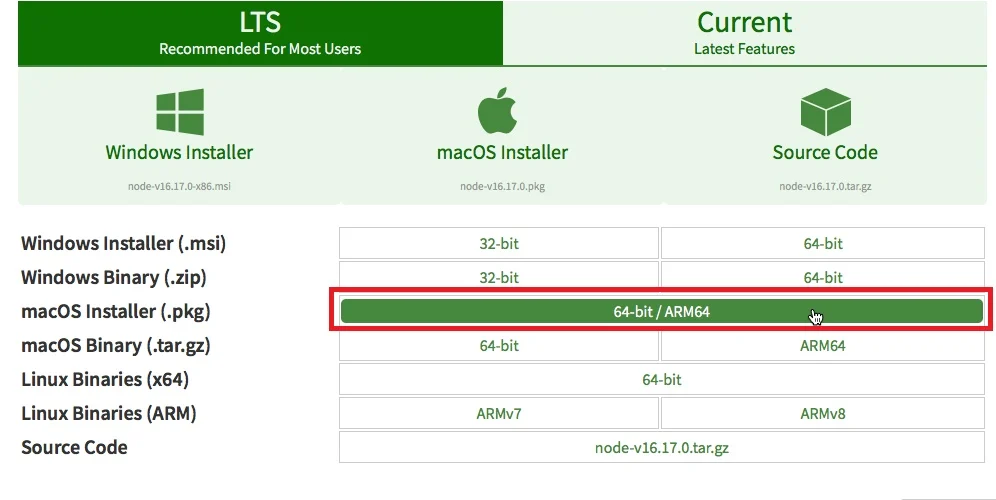 LTS
Recommended For Most Users
Current
Latest Features
Windows Installer
node-v16.17.0-x86.msi
macOS Installer
node-v16.17.0.pkg
Source Code
node-v16.17.0.tar.gz
Windows Installer (.msi) 32-bit 64-bit
Windows Binary (.zip) 32-bit 64-bit
macOS Installer (.pkg) 64-bit / ARM64
macOS Binary (.tar.gz) 64-bit ARM64
Linux Binaries (x64) 64-bit
Linux Binaries (ARM) ARMv7 ARMv8
Source Code node-v16.17.0.tar.gz